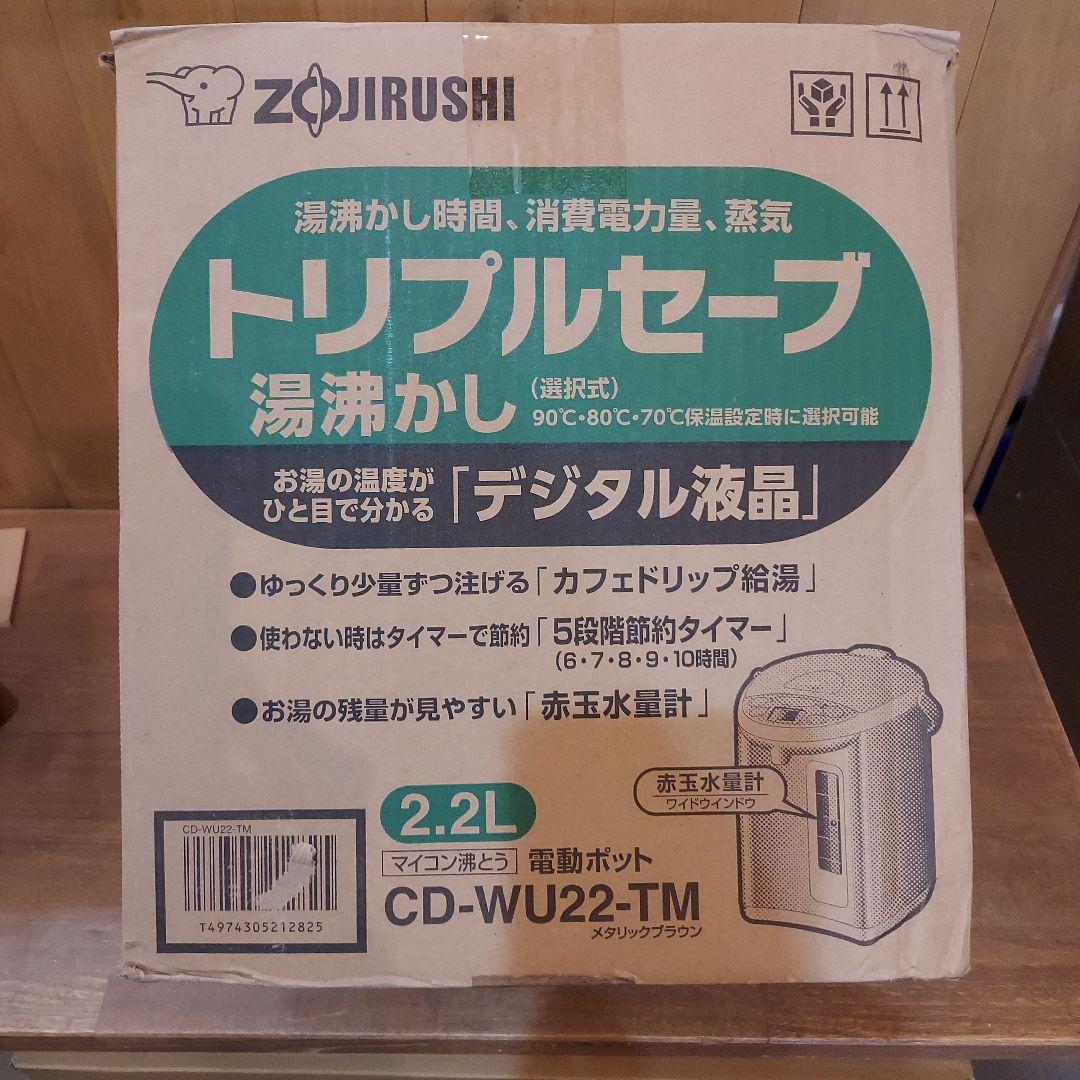 ZOJIRUSHI
湯沸かし時間、消費電力量、蒸気
トリプルセーブ
湯沸かし
(選択式)
90℃・80℃・70℃保温設定時に選択可能
お湯の温度が
ひと目で分かる
「デジタル液晶」
●ゆっくり少量ずつ注げる「カフェドリップ給湯」
●使わない時はタイマーで節約「5段階節約タイマー」
(6・7・8・9・10時間)
●お湯の残量が見やすい「赤玉水量計」
赤玉水量計
ワイドウインドウ
2.2L
マイコン沸とう 電動ポット
CD-WU22-TM
メタリックブラウン
CD-WU22-TM
T4974305212825